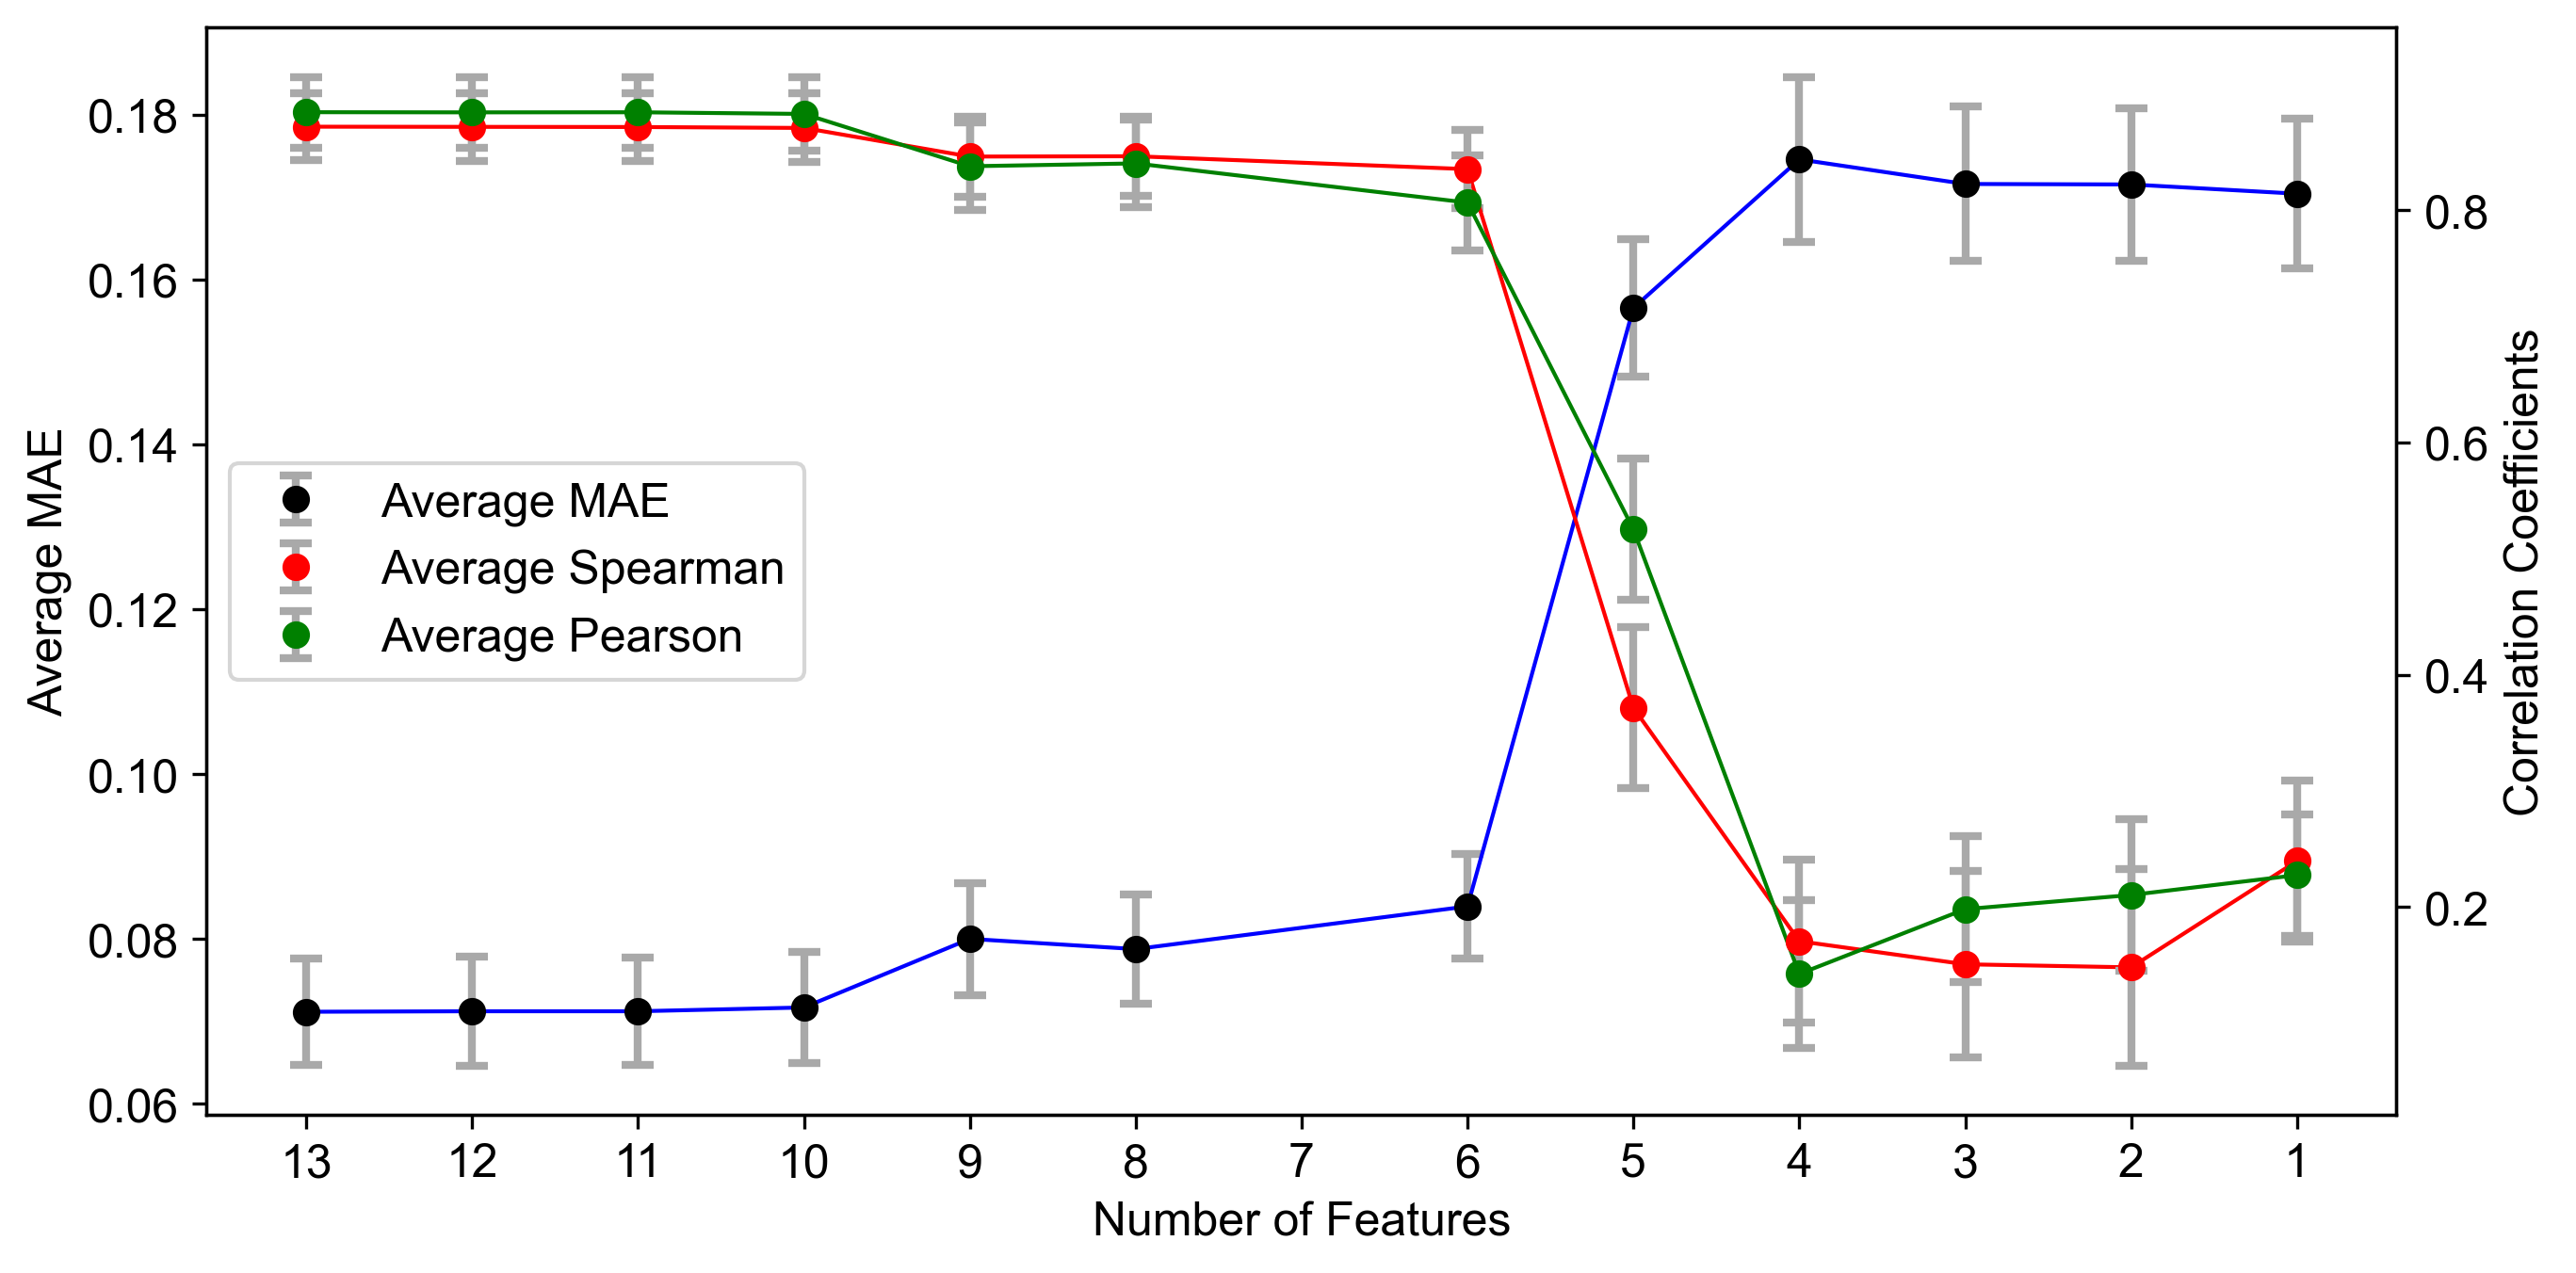 Average MAE
0.18
0.16
0.14
0.12
0.10
0.08
0.06
Average MAE
Average Spearman
Average Pearson
0.8
0.6
0.4
0.2
Correlation Coefficients
13 12 11 10 9 8 7 6 5 4 3 2 1
Number of Features